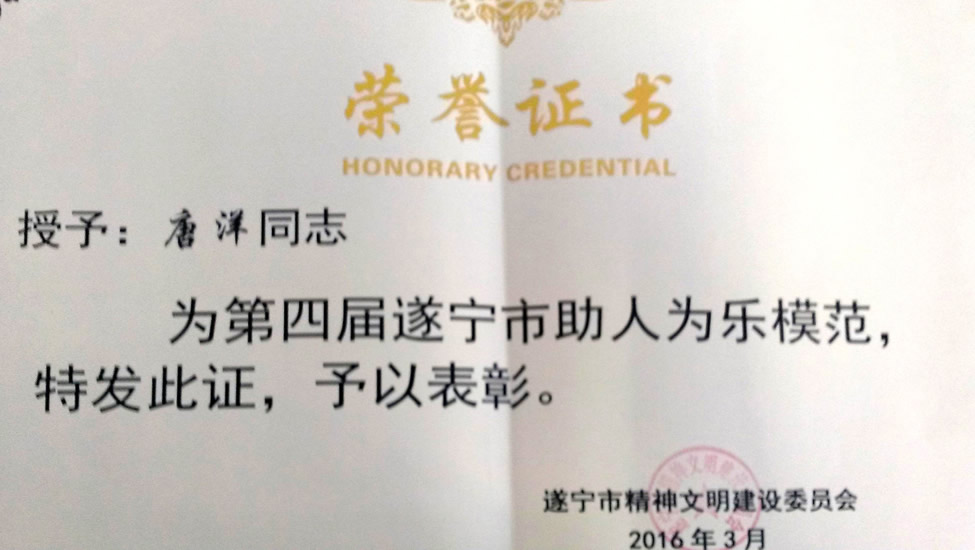 荣誉证书
HONORARY CREDENTIAL
授予：唐洋同志
为第四届遂宁市助人为乐模范，
特发此证，予以表彰。
遂宁市精神文明建设委员会
2016年3月